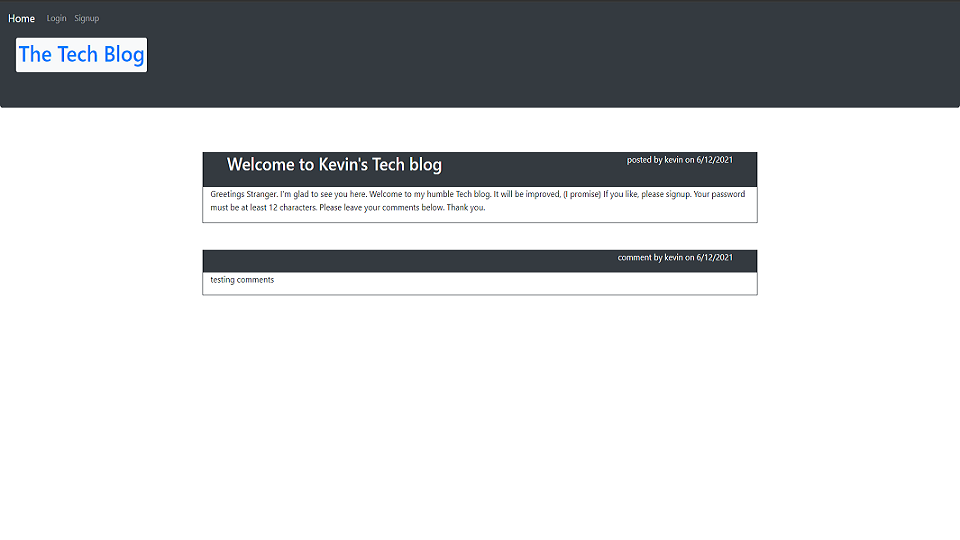 Home Login Signup
The Tech Blog
Welcome to Kevin's Tech blog
posted by kevin on 6/12/2021
Greetings Stranger. I'm glad to see you here. Welcome to my humble Tech blog. It will be improved, (I promise) If you like, please signup. Your password
must be at least 12 characters. Please leave your comments below. Thank you.
comment by kevin on 6/12/2021
testing comments